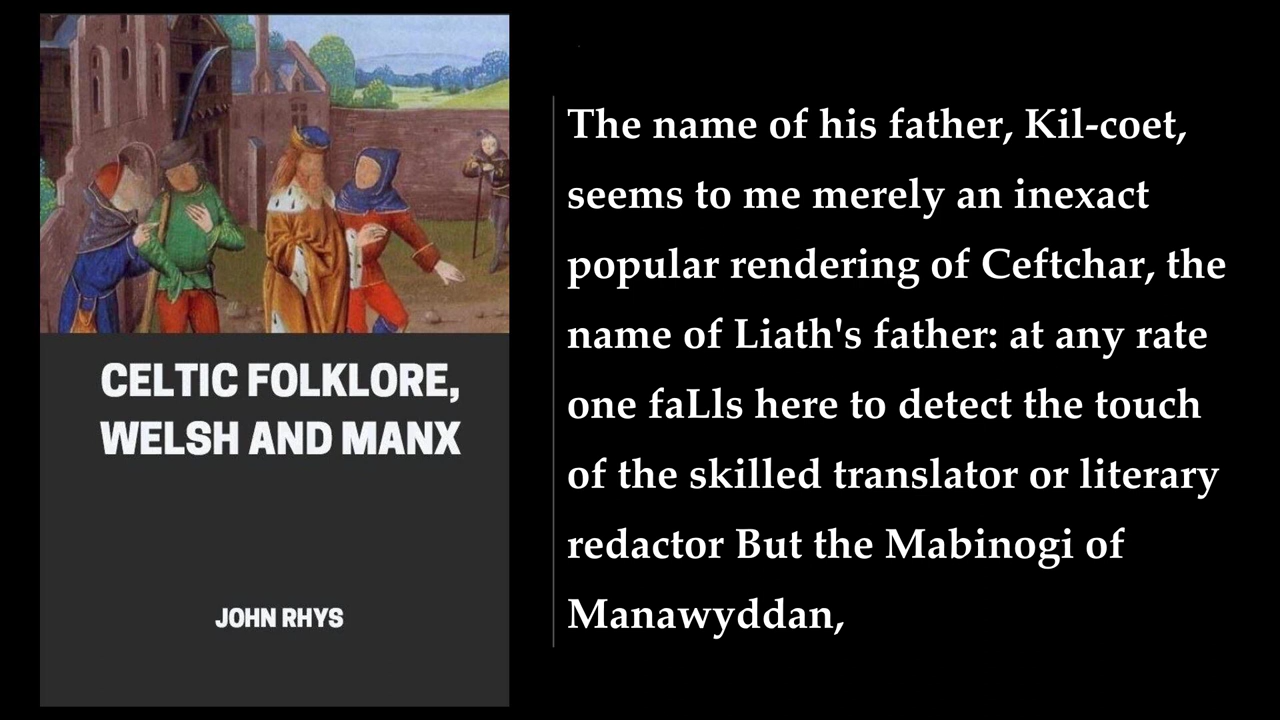 CELTIC FOLKLORE,
WELSH AND MANX
JOHN RHYS
The name of his father, Kil-coet,
seems to me merely an inexact
popular rendering of Ceftchar, the
name of Liath's father: at any rate
one faLls here to detect the touch
of the skilled translator or literary
redactor But the Mabinogi of
Manawyddan,